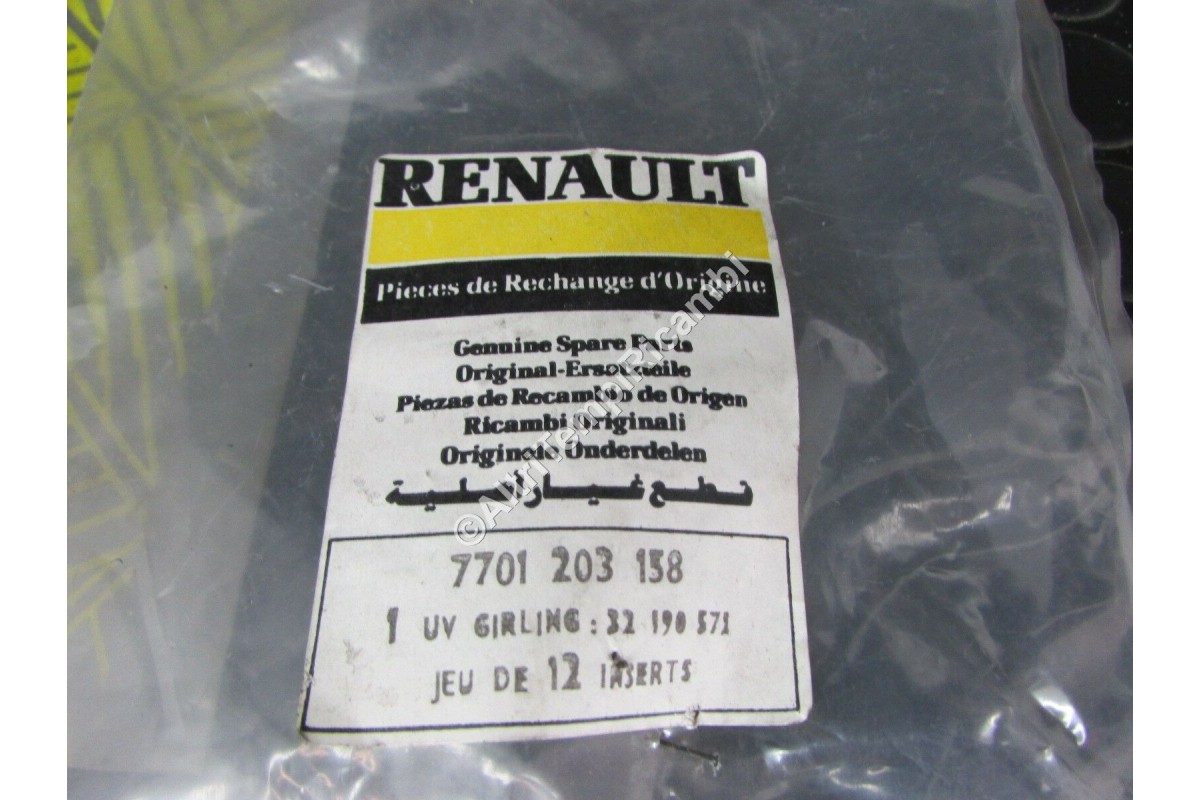 RENAULT
Pieces de Rechange d'Origine
Genuine Spare Parts
Original-Ersatzteile
Piezas de Recambio de Origen
Ricambi Originali
Originele Onderdelen
قطع غيار أصلية
7701 203 158
1 UV GIRLING: 32 190 571
JEU DE 12 INSERTS
©AltriTempiRicambi